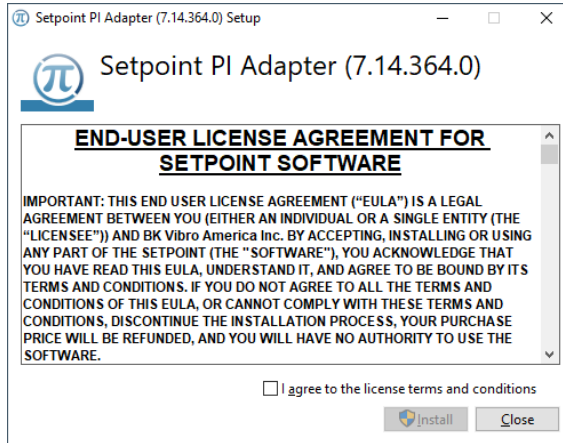 Setpoint PI Adapter (7.14.364.0) Setup
π
Setpoint PI Adapter (7.14.364.0)
END-USER LICENSE AGREEMENT FOR
SETPOINT SOFTWARE
IMPORTANT: THIS END USER LICENSE AGREEMENT (“EULA”) IS A LEGAL
AGREEMENT BETWEEN YOU (EITHER AN INDIVIDUAL OR A SINGLE ENTITY (THE
“LICENSEE”)) AND BK Vibro America Inc. BY ACCEPTING, INSTALLING OR USING
ANY PART OF THE SETPOINT (THE "SOFTWARE"), YOU ACKNOWLEDGE THAT
YOU HAVE READ THIS EULA, UNDERSTAND IT, AND AGREE TO BE BOUND BY ITS
TERMS AND CONDITIONS. IF YOU DO NOT AGREE TO ALL THE TERMS AND
CONDITIONS OF THIS EULA, OR CANNOT COMPLY WITH THESE TERMS AND
CONDITIONS, DISCONTINUE THE INSTALLATION PROCESS, YOUR PURCHASE
PRICE WILL BE REFUNDED, AND YOU WILL HAVE NO AUTHORITY TO USE THE
SOFTWARE.
I agree to the license terms and conditions
Install
Close